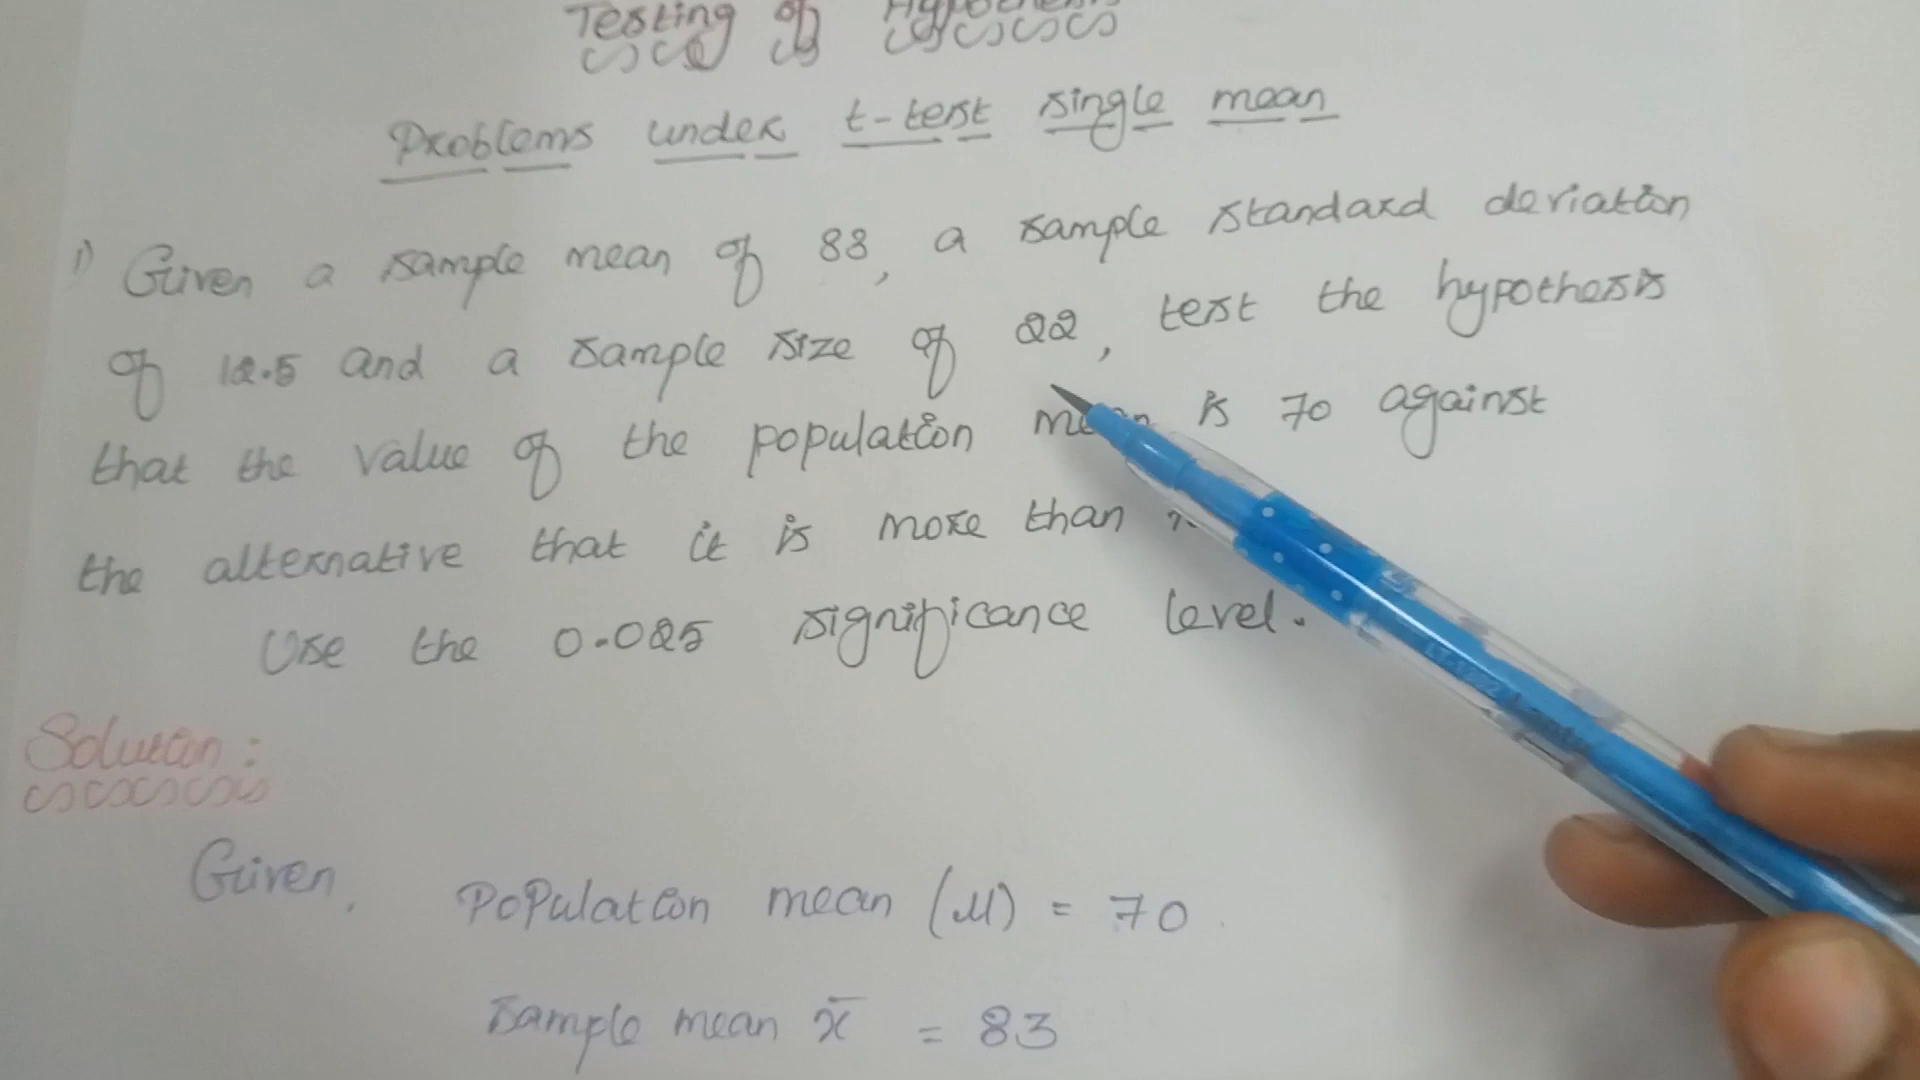 Testing of
Problems under t-test single mean
1) Given a sample mean of 83, a sample standard deviation
of 12.5 and a sample size of 22, test the hypothesis
that the value of the population mean is 70 against
the alternative that it is more than
Use the 0.025 significance level.
Solution:
Given, Population mean (μ) = 70.
Sample mean x̄ = 83